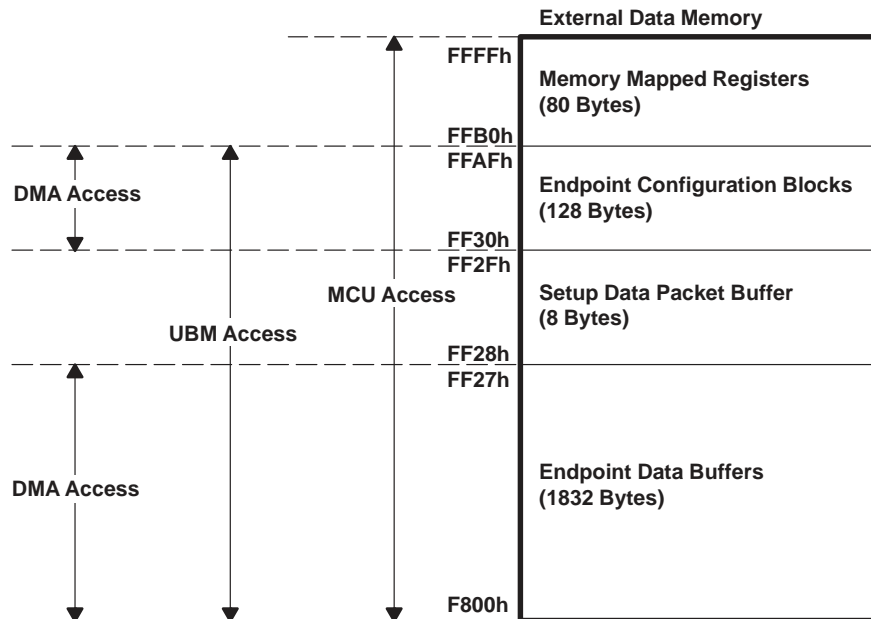 External Data Memory
FFFFh
Memory Mapped Registers
(80 Bytes)
FFB0h
FFAFh
DMA Access
Endpoint Configuration Blocks
(128 Bytes)
FF30h
FF2Fh
MCU Access
Setup Data Packet Buffer
(8 Bytes)
UBM Access
FF28h
FF27h
DMA Access
Endpoint Data Buffers
(1832 Bytes)
F800h